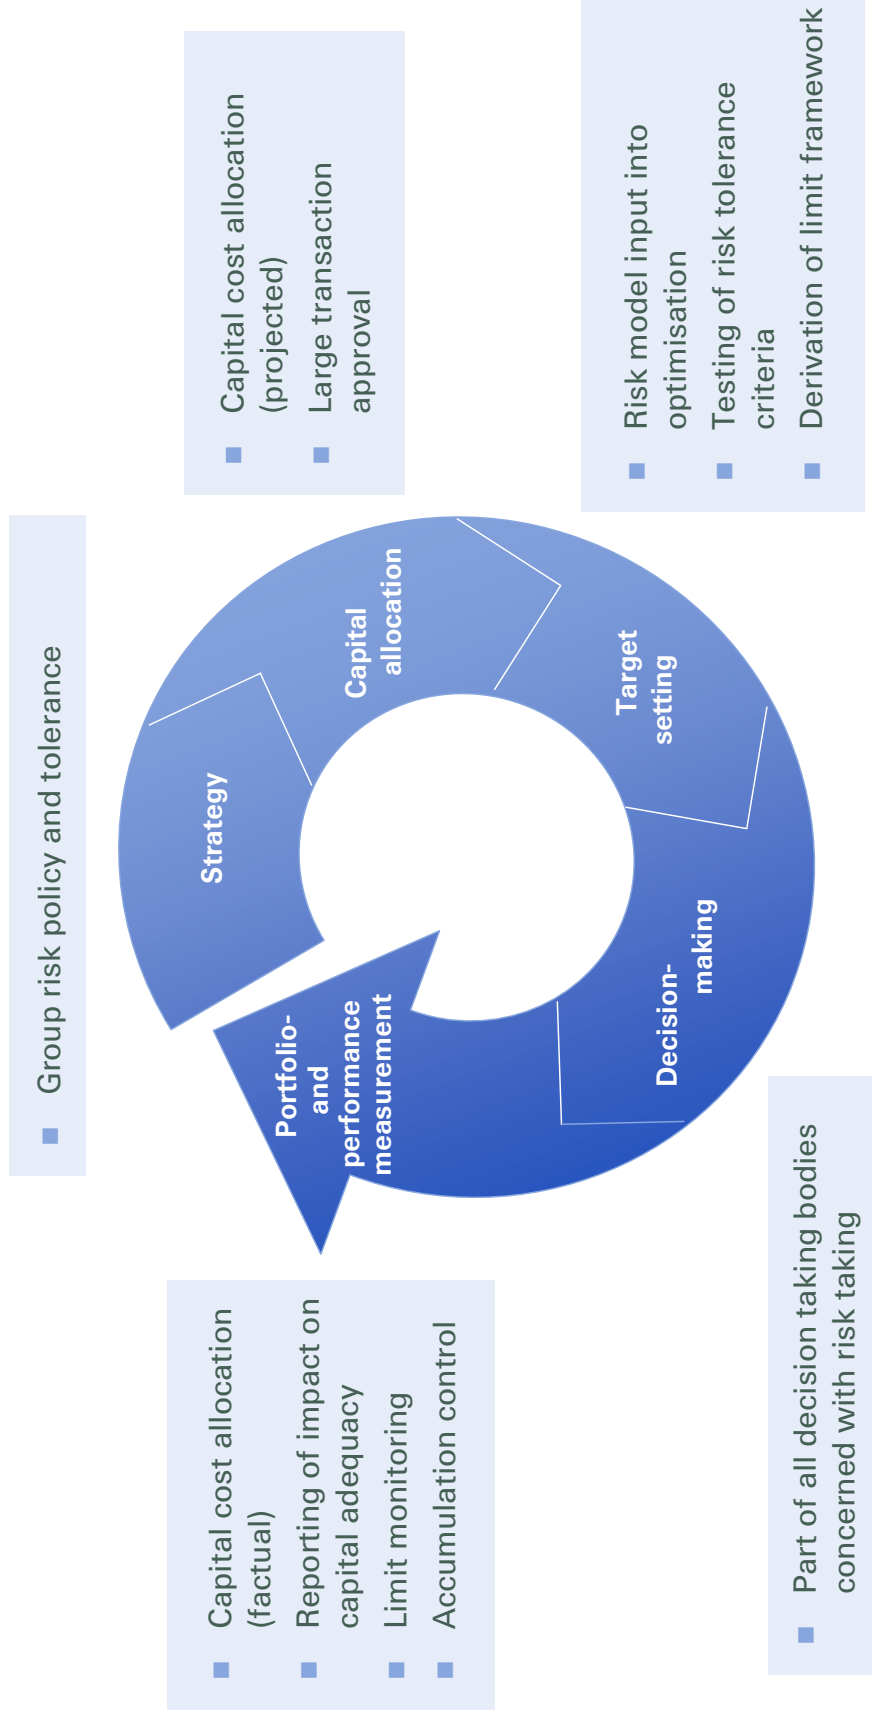 Group risk policy and tolerance
Capital cost allocation
(projected)
Large transaction
approval
Risk model input into
optimisation
Testing of risk tolerance
criteria
Derivation of limit framework
Strategy
Capital
allocation
Target
setting
Decision-
making
Portfolio-
and
performance
measurement
Capital cost allocation
(factual)
Reporting of impact on
capital adequacy
Limit monitoring
Accumulation control
Part of all decision taking bodies
concerned with risk taking